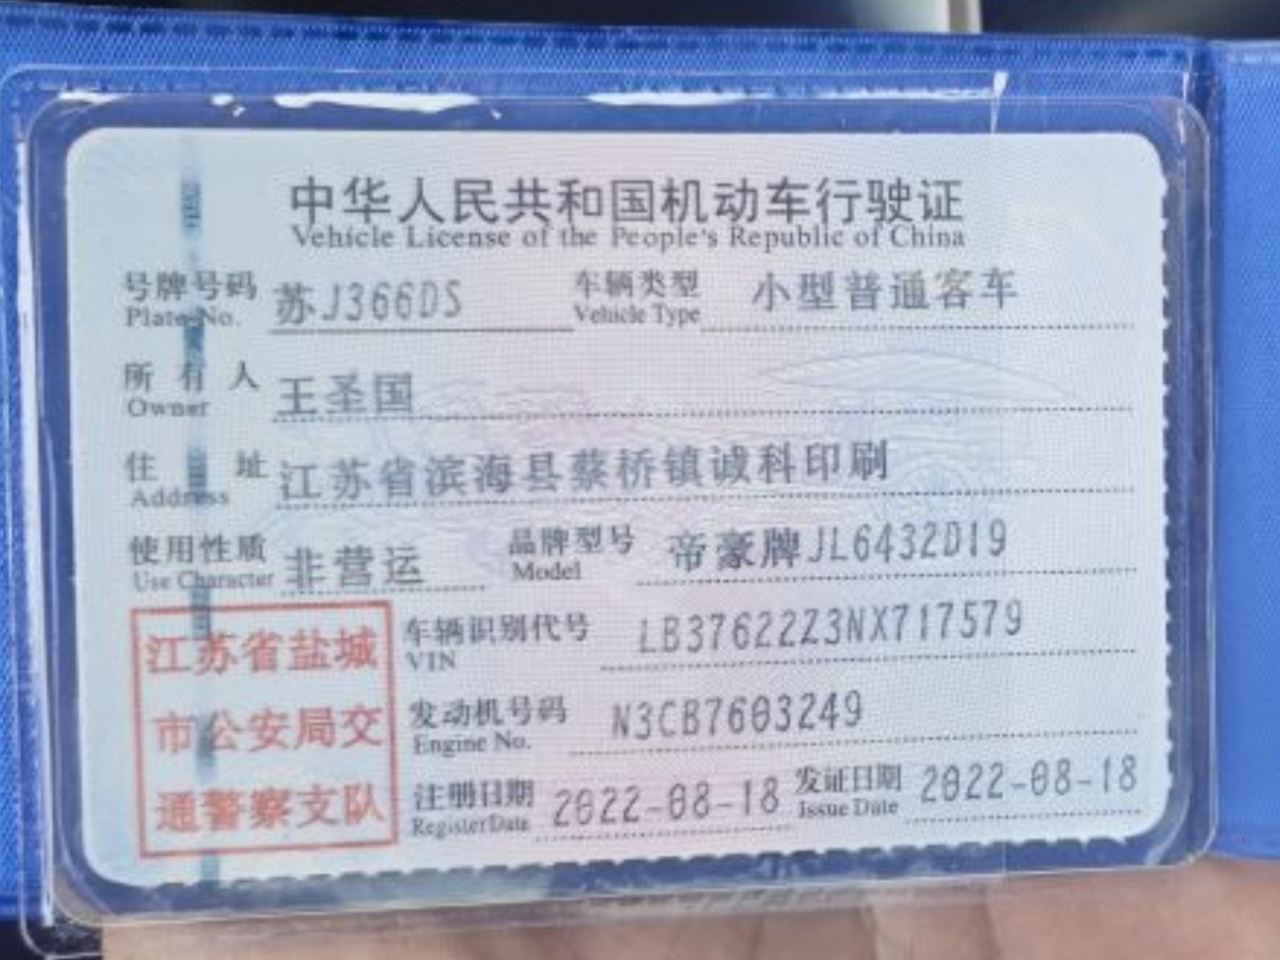 中华人民共和国机动车行驶证
Vehicle License of the People's Republic of China
号牌号码 苏J366DS 车辆类型 小型普通客车
Plate No. Vehicle Type
所有人 王圣国
Owner
住址 江苏省滨海县蔡桥镇诚科印刷
Address
使用性质 非营运 品牌型号 帝豪牌JL6432D19
Use Character Model
江苏省盐城 车辆识别代号 LB37622Z3NX717579
VIN
市公安局交 发动机号码 N3CB7603249
Engine No.
通警察支队 注册日期 2022-08-18 发证日期 2022-08-18
Register Date Issue Date